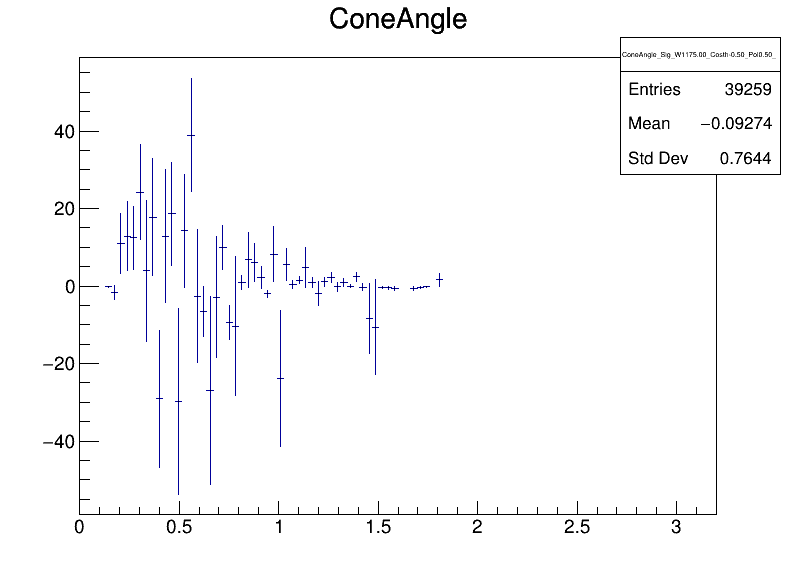 ConeAngle
ConeAngle_Sig_W1175.00_Costh-0.50_Pol0.50_
Entries 39259
Mean −0.09274
Std Dev 0.7644
40
20
0
−20
−40
0 0.5 1 1.5 2 2.5 3